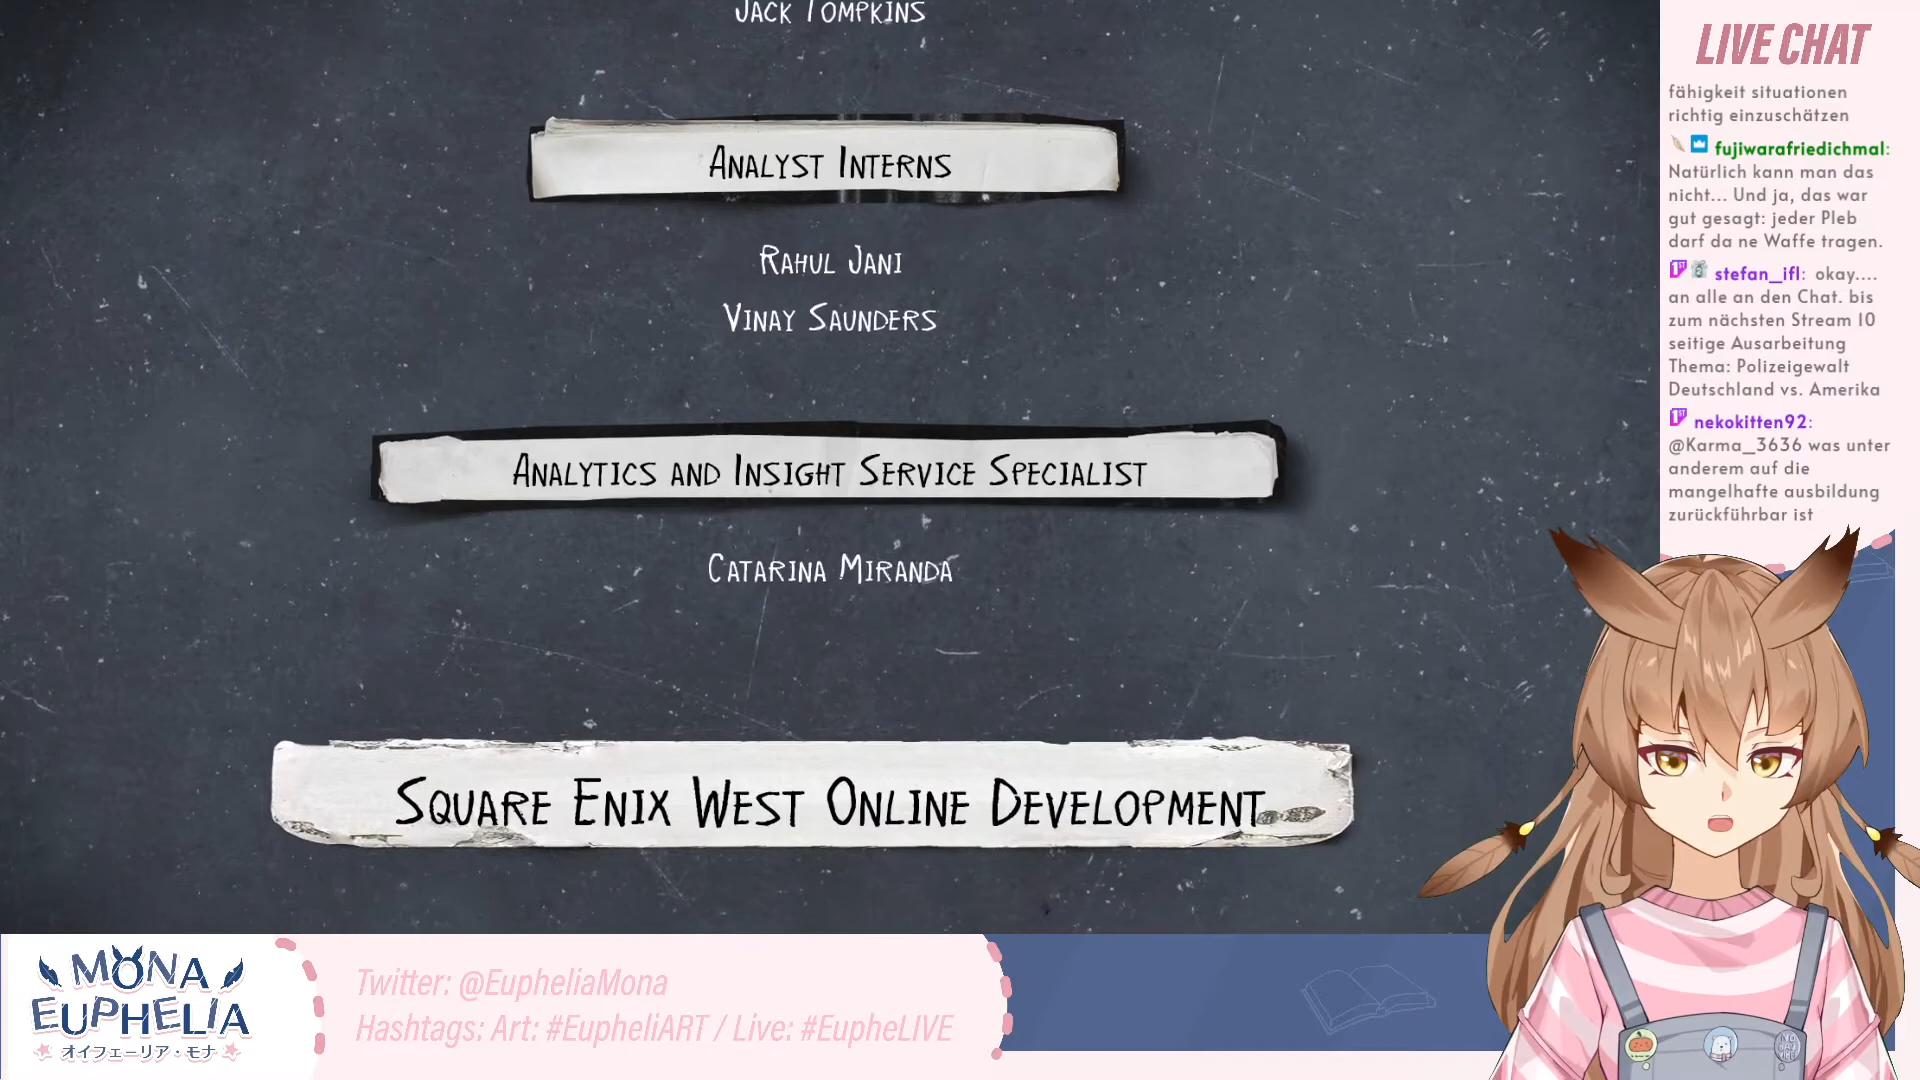 Jack Tompkins
Analyst Interns
Rahul Jani
Vinay Saunders
Analytics and Insight Service Specialist
Catarina Miranda
Square Enix West Online Development
LIVE CHAT
fähigkeit situationen
richtig einzuschätzen
fujiwarafriedichmal:
Natürlich kann man das
nicht... Und ja, das war
gut gesagt: jeder Pleb
darf da ne Waffe tragen.
stefan_ifl: okay....
an alle an den Chat. bis
zum nächsten Stream 10
seitige Ausarbeitung
Thema: Polizeigewalt
Deutschland vs. Amerika
nekokitten92:
@Karma_3636 was unter
anderem auf die
mangelhafte ausbildung
zurückführbar ist
MONA
EUPHELIA
オイフェーリア・モナ
Twitter: @EupheliaMona
Hashtags: Art: #EupheliART / Live: #EupheLIVE